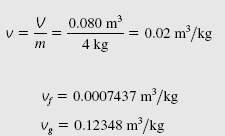 v = V/m = 0.080 m³ / 4 kg = 0.02 m³/kg
v_f = 0.0007437 m³/kg
v_g = 0.12348 m³/kg